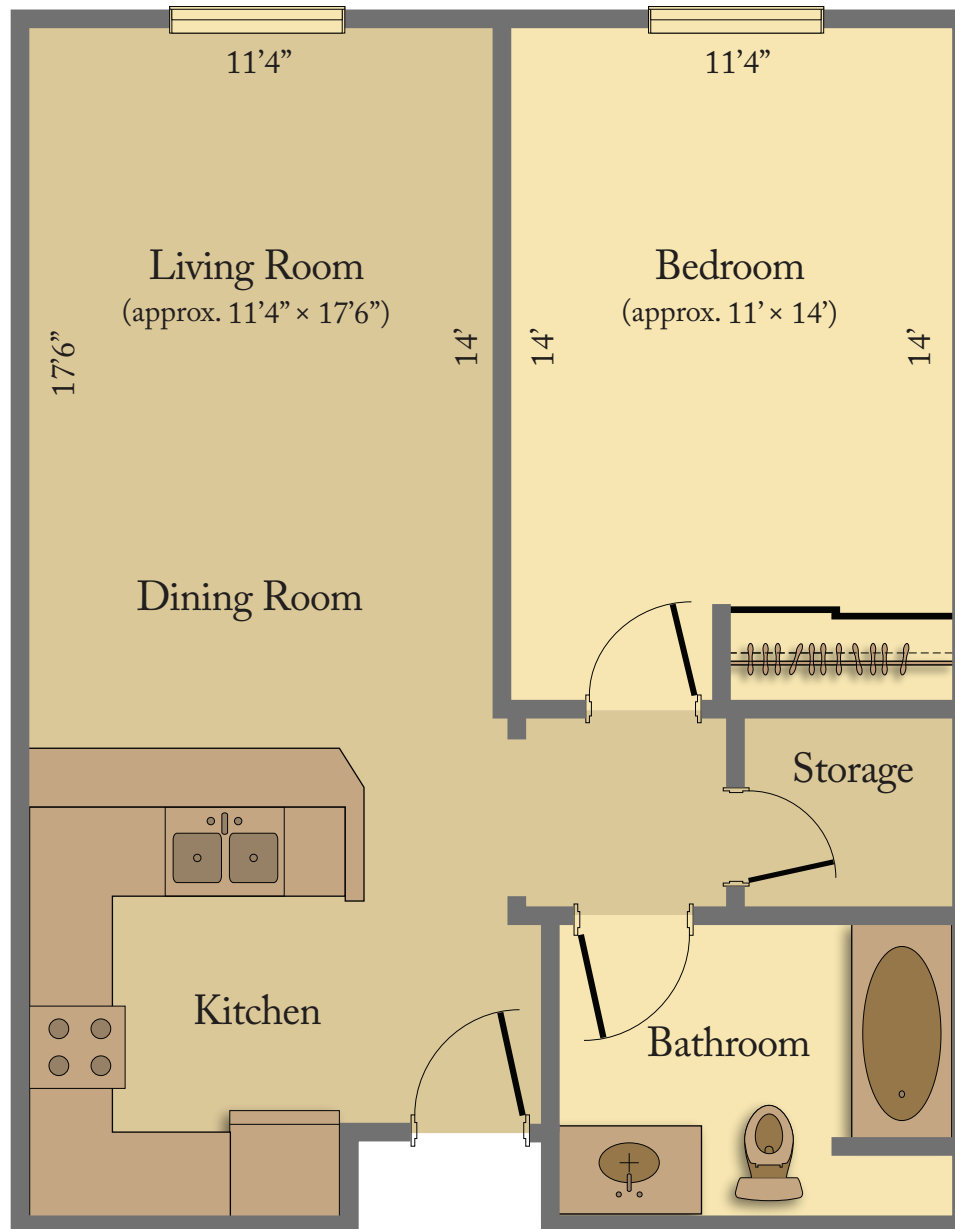 11’4”
11’4”
Living Room
(approx. 11’4” × 17’6”)
Bedroom
(approx. 11’ × 14’)
17’6”
14’
14’
14’
Dining Room
Storage
Kitchen
Bathroom